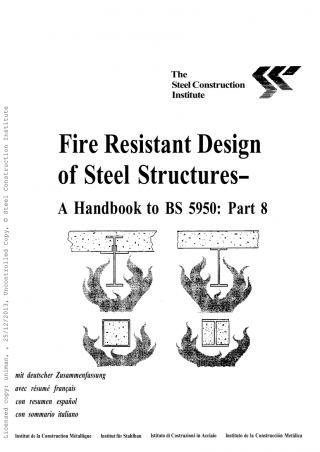 The
Steel Construction
Institute
Fire Resistant Design
of Steel Structures–
A Handbook to BS 5950: Part 8
mit deutscher Zusammenfassung
avec résumé français
con resumen español
con sommario italiano
Institut de la Construction Métallique Institut für Stahlbau Istituto di Costruzioni in Acciaio Instituto de la Construcción Metálica
Licensed copy: uniman, , 25/12/2013, Uncontrolled Copy, © Steel Construction Institute